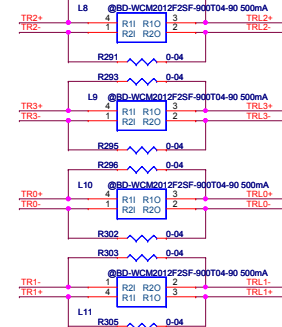 L8 @BD-WCM2012F2SF-900T04-90 500mA
TR2+ 4 R1I R1O 3 TRL2+
TR2- 1 R2I R2O 2 TRL2-
R291 0-04
R293 0-04
L9 @BD-WCM2012F2SF-900T04-90 500mA
TR3+ 4 R1I R1O 3 TRL3+
TR3- 1 R2I R2O 2 TRL3-
R295 0-04
R296 0-04
L10 @BD-WCM2012F2SF-900T04-90 500mA
TR0+ 4 R1I R1O 3 TRL0+
TR0- 1 R2I R2O 2 TRL0-
R302 0-04
R303 0-04
@BD-WCM2012F2SF-900T04-90 500mA
TR1- 1 R2I R2O 2 TRL1-
TR1+ 4 R1I R1O 3 TRL1+
L11
R305 0-04